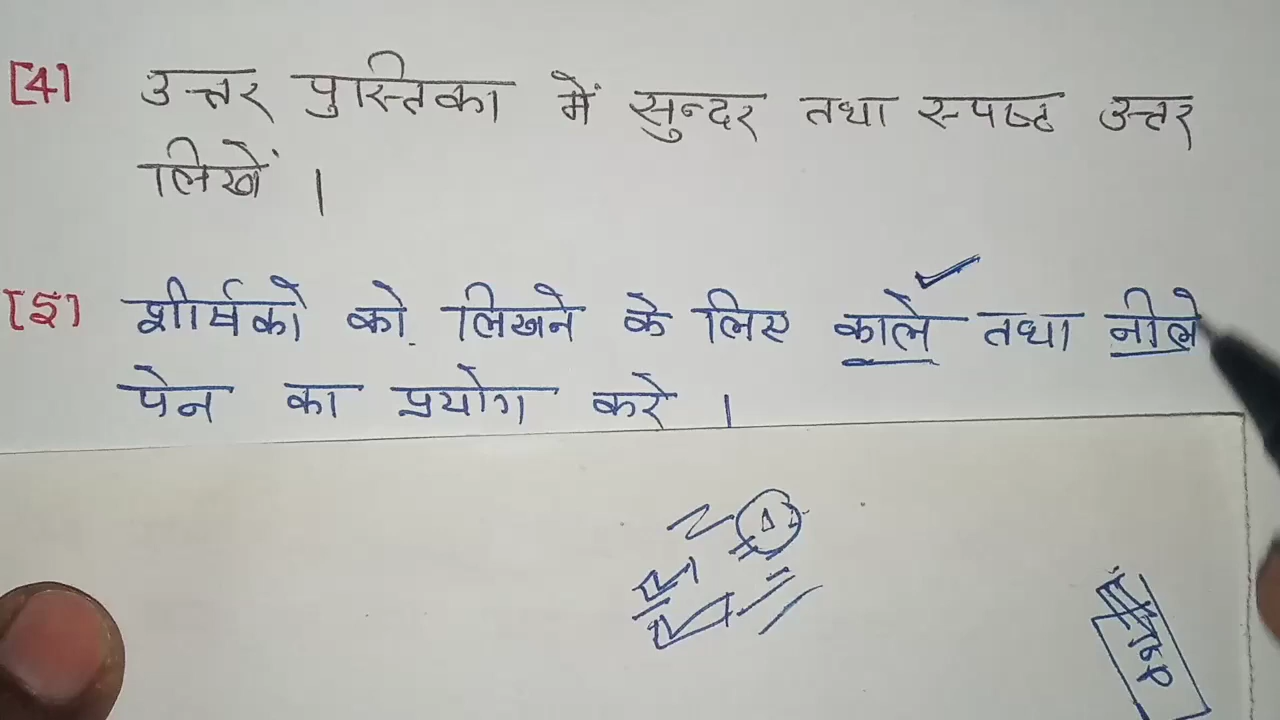 [4] उत्तर पुस्तिका में सुन्दर तथा स्पष्ट उत्तर
लिखें ।
[5] शीर्षको को लिखने के लिए काले तथा नीले
पेन का प्रयोग करे ।